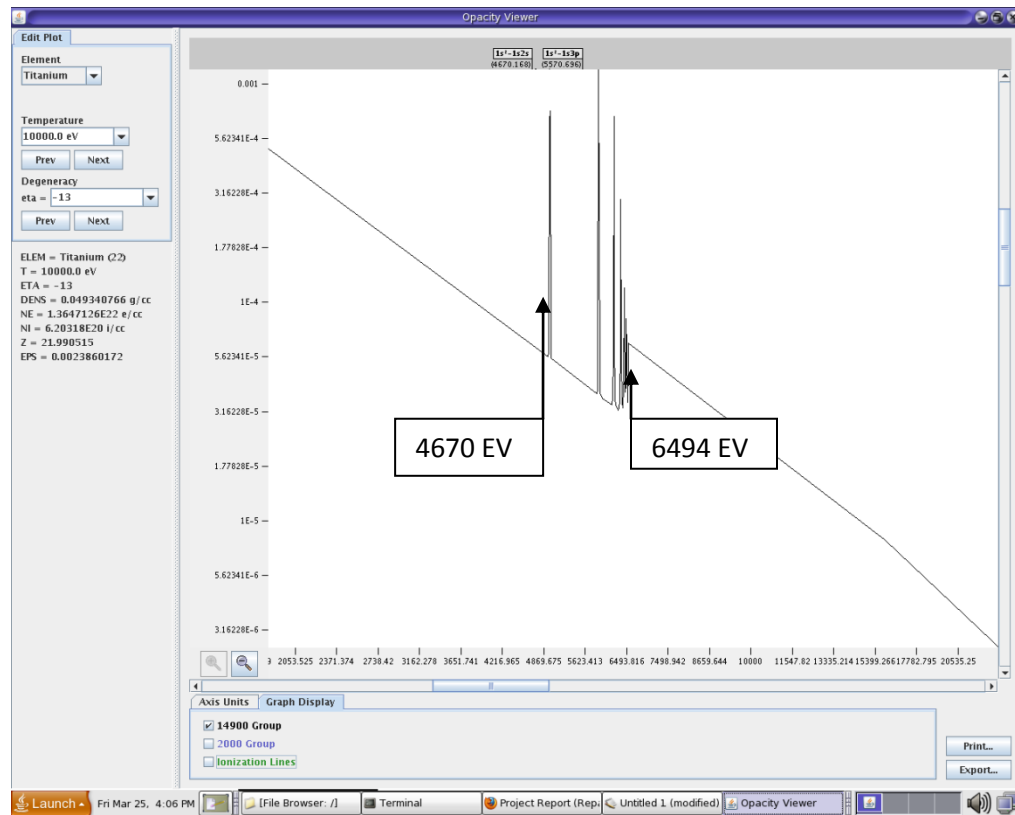 Opacity Viewer
Edit Plot
Element
Titanium
Temperature
10000.0 eV
Prev Next
Degeneracy
eta = -13
Prev Next
ELEM = Titanium (22)
T = 10000.0 eV
ETA = -13
DENS = 0.049340766 g/cc
NE = 1.3647126E22 e/cc
NI = 6.20318E20 i/cc
Z = 21.990515
EPS = 0.0023860172
1s²-1s2s 1s²-1s3p
(4670.168) (5570.696)
0.001
5.62341E-4
3.16228E-4
1.77828E-4
1E-4
5.62341E-5
3.16228E-5
1.77828E-5
1E-5
5.62341E-6
3.16228E-6
4670 EV
6494 EV
9 2053.525 2371.374 2738.42 3162.278 3651.741 4216.965 4869.675 5623.413 6493.816 7498.942 8659.644 10000 11547.82 13335.214 15399.266 17782.795 20535.25
Axis Units Graph Display
14900 Group
2000 Group
Ionization Lines
Print...
Export...
Launch Fri Mar 25, 4:06 PM [File Browser: /] Terminal Project Report (Rep Untitled 1 (modified) Opacity Viewer